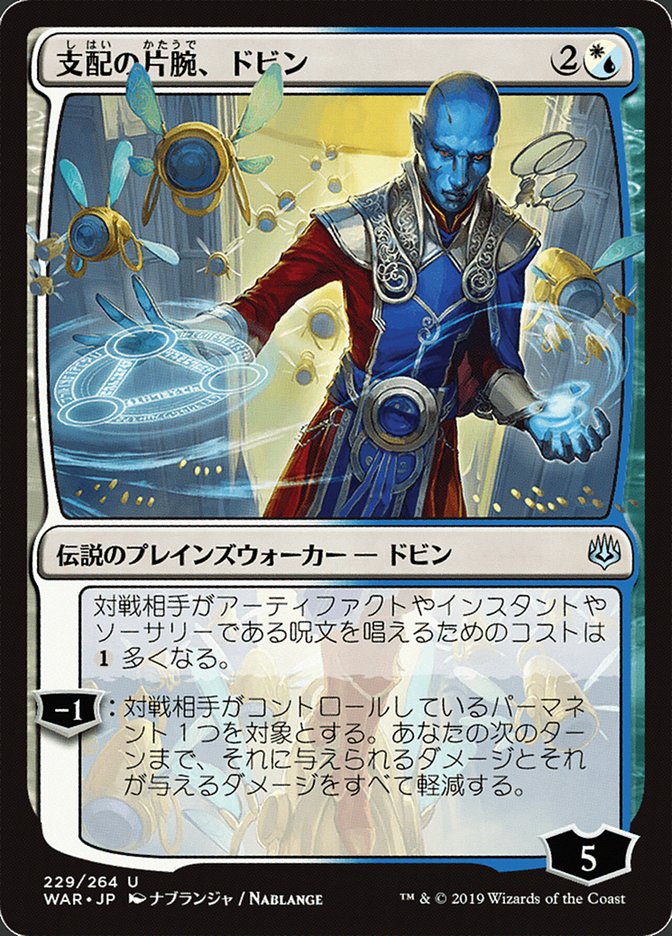 しはい かたうで
支配の片腕、ドビン 2
伝説のプレインズウォーカー — ドビン
対戦相手がアーティファクトやインスタントや
ソーサリーである呪文を唱えるためのコストは
1 多くなる。
-1 : 対戦相手がコントロールしているパーマネ
ント１つを対象とする。あなたの次のター
ンまで、それに与えられるダメージとそれ
が与えるダメージをすべて軽減する。
5
229/264 U
WAR • JP ナブランジャ / NABLANGE
™ & © 2019 Wizards of the Coast